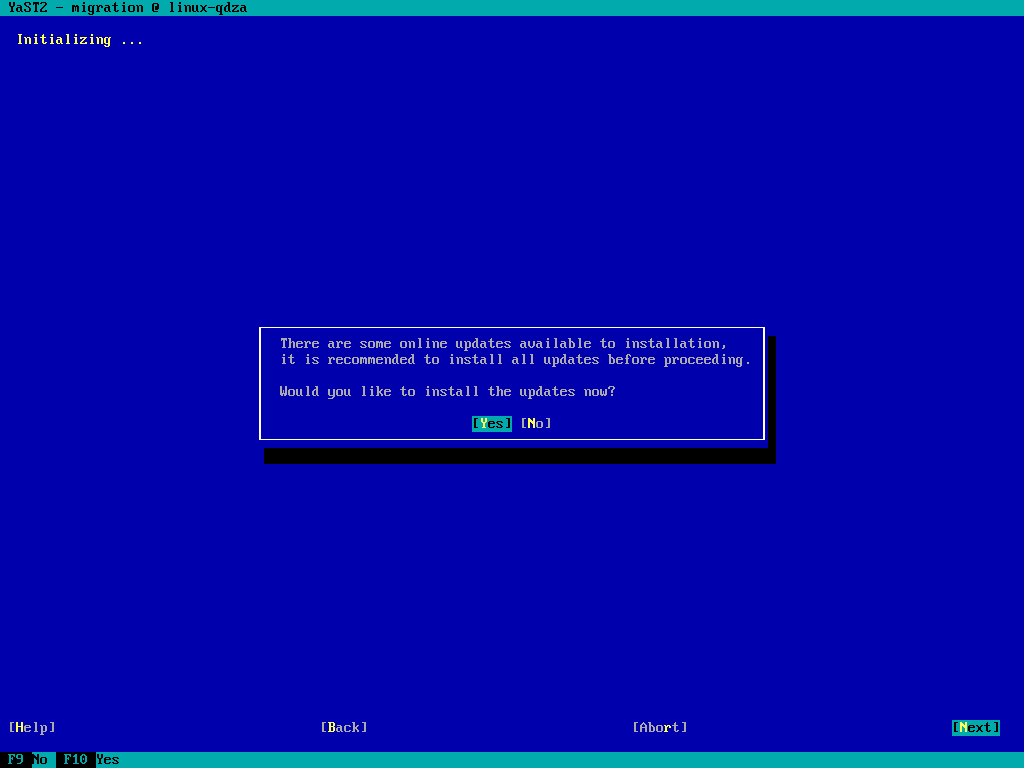 YaST2 - migration @ linux-qdza
Initializing ...
There are some online updates available to installation,
it is recommended to install all updates before proceeding.
Would you like to install the updates now?
[Yes] [No]
[Help] [Back] [Abort] [Next]
F9 No F10 Yes